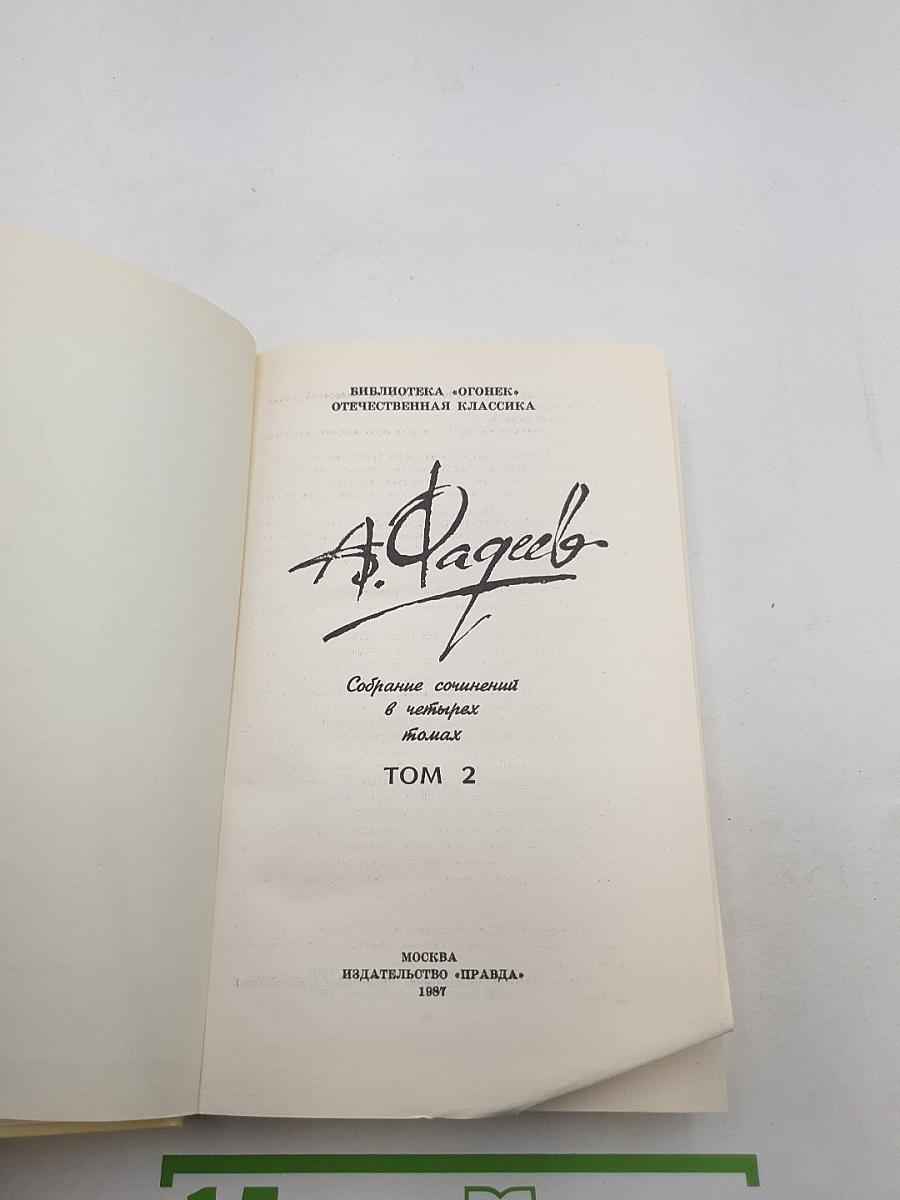 БИБЛИОТЕКА «ОГОНЕК»
ОТЕЧЕСТВЕННАЯ КЛАССИКА
А. Фадеев
Собрание сочинений
в четырех
томах
ТОМ 2
МОСКВА
ИЗДАТЕЛЬСТВО «ПРАВДА»
1987